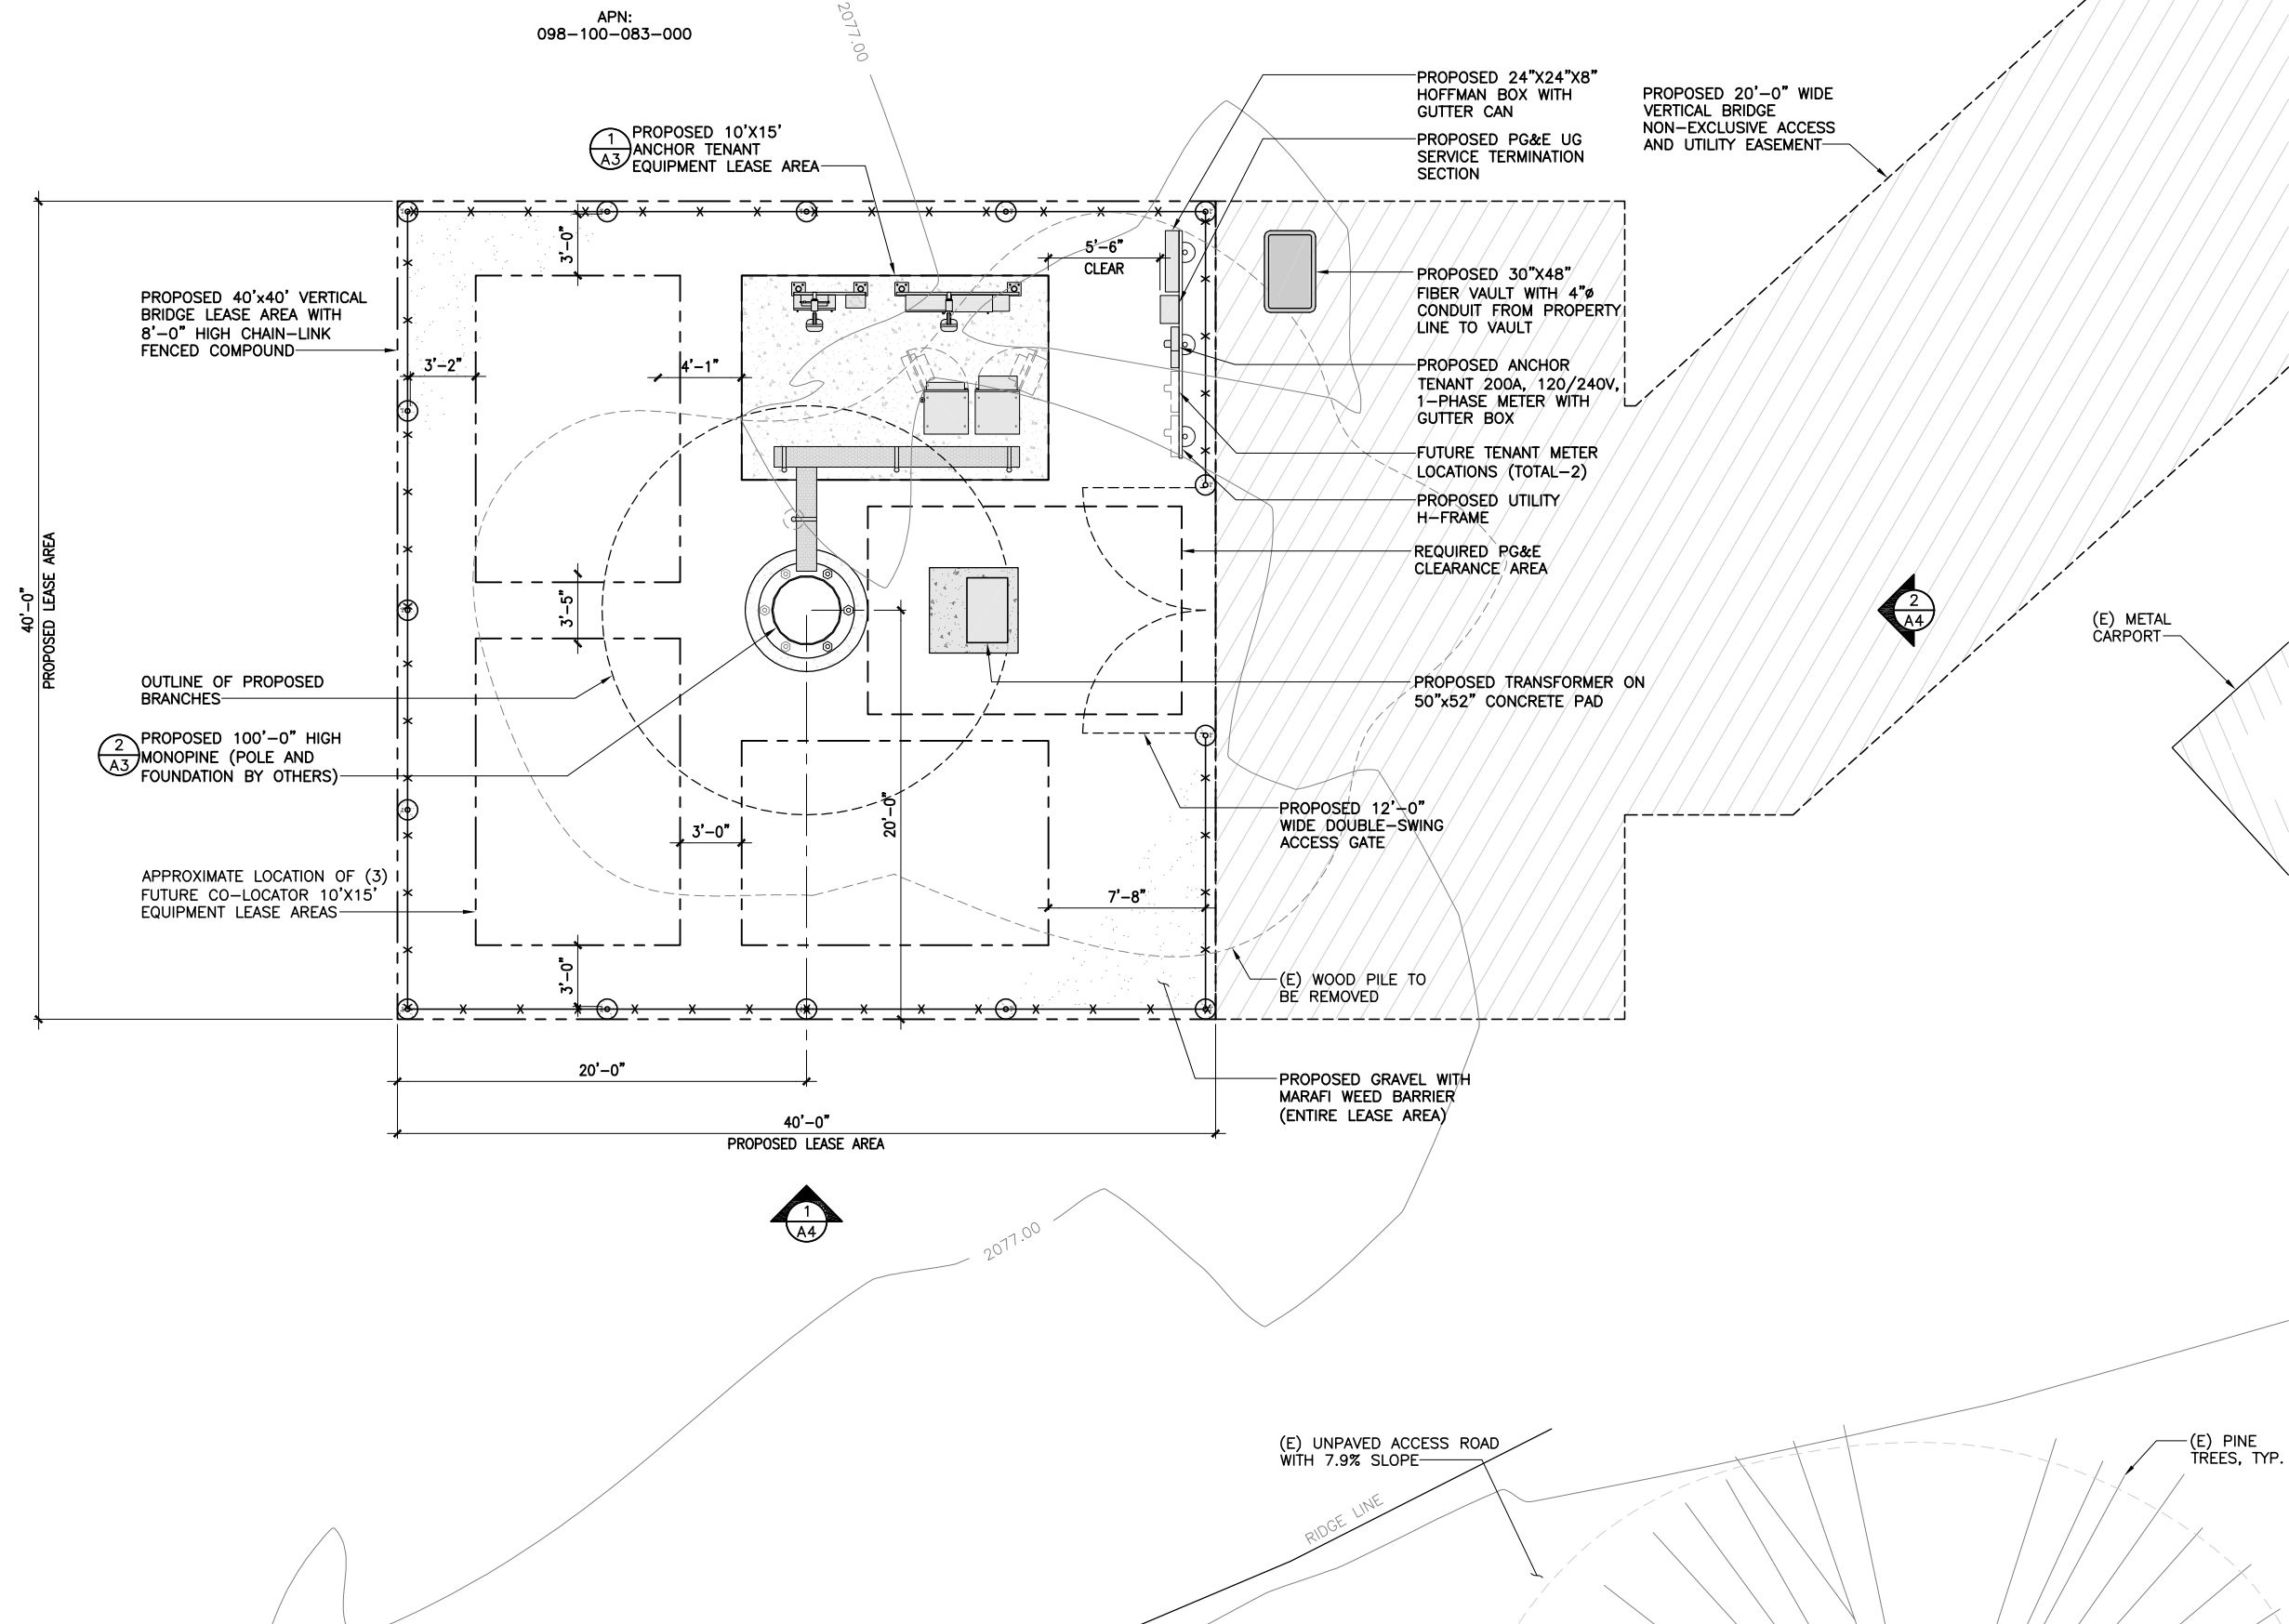 APN:
098-100-083-000
2077.00
1
A3
PROPOSED 10'X15'
ANCHOR TENANT
EQUIPMENT LEASE AREA
PROPOSED 24"X24"X8"
HOFFMAN BOX WITH
GUTTER CAN
PROPOSED PG&E UG
SERVICE TERMINATION
SECTION
PROPOSED 20'-0" WIDE
VERTICAL BRIDGE
NON-EXCLUSIVE ACCESS
AND UTILITY EASEMENT
3'-0"
5'-6"
CLEAR
PROPOSED 40'x40' VERTICAL
BRIDGE LEASE AREA WITH
8'-0" HIGH CHAIN-LINK
FENCED COMPOUND
3'-2"
4'-1"
PROPOSED 30"X48"
FIBER VAULT WITH 4"ø
CONDUIT FROM PROPERTY
LINE TO VAULT
PROPOSED ANCHOR
TENANT 200A, 120/240V,
1-PHASE METER WITH
GUTTER BOX
FUTURE TENANT METER
LOCATIONS (TOTAL-2)
PROPOSED UTILITY
H-FRAME
REQUIRED PG&E
CLEARANCE AREA
40'-0"
PROPOSED LEASE AREA
3'-5"
2
A4
(E) METAL
CARPORT
OUTLINE OF PROPOSED
BRANCHES
PROPOSED TRANSFORMER ON
50"x52" CONCRETE PAD
2
A3
PROPOSED 100'-0" HIGH
MONOPINE (POLE AND
FOUNDATION BY OTHERS)
20'-0"
3'-0"
PROPOSED 12'-0"
WIDE DOUBLE-SWING
ACCESS GATE
APPROXIMATE LOCATION OF (3)
FUTURE CO-LOCATOR 10'X15'
EQUIPMENT LEASE AREAS
7'-8"
3'-0"
(E) WOOD PILE TO
BE REMOVED
20'-0"
PROPOSED GRAVEL WITH
MARAFI WEED BARRIER
(ENTIRE LEASE AREA)
40'-0"
PROPOSED LEASE AREA
1
A4
2077.00
(E) UNPAVED ACCESS ROAD
WITH 7.9% SLOPE
RIDGE LINE
(E) PINE
TREES, TYP.